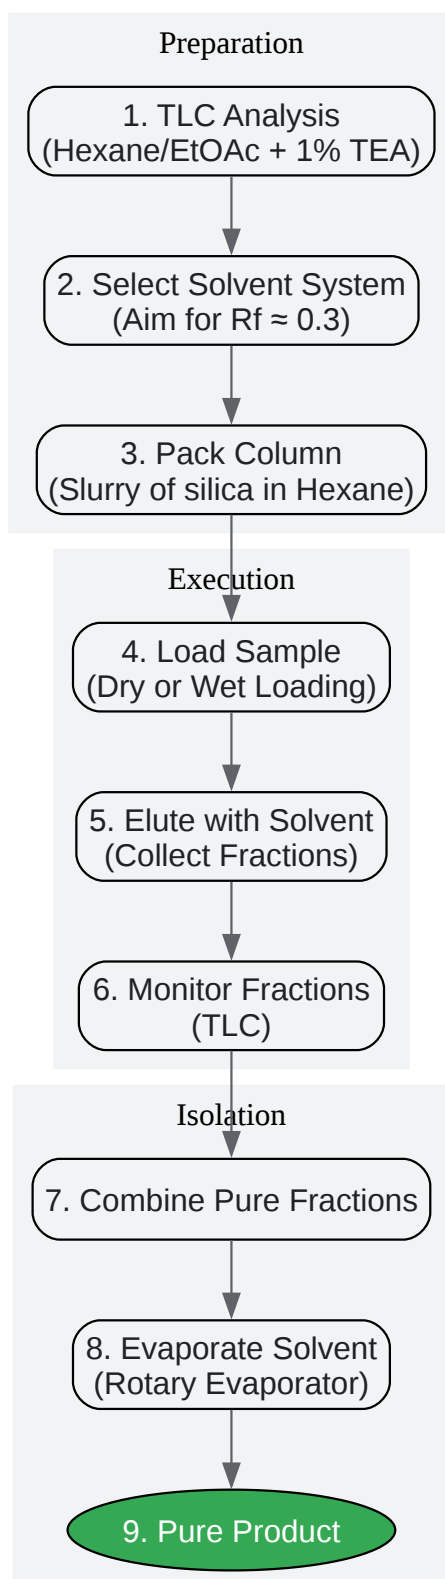 Preparation
1. TLC Analysis
(Hexane/EtOAc + 1% TEA)
2. Select Solvent System
(Aim for Rf ≈ 0.3)
3. Pack Column
(Slurry of silica in Hexane)
Execution
4. Load Sample
(Dry or Wet Loading)
5. Elute with Solvent
(Collect Fractions)
6. Monitor Fractions
(TLC)
Isolation
7. Combine Pure Fractions
8. Evaporate Solvent
(Rotary Evaporator)
9. Pure Product